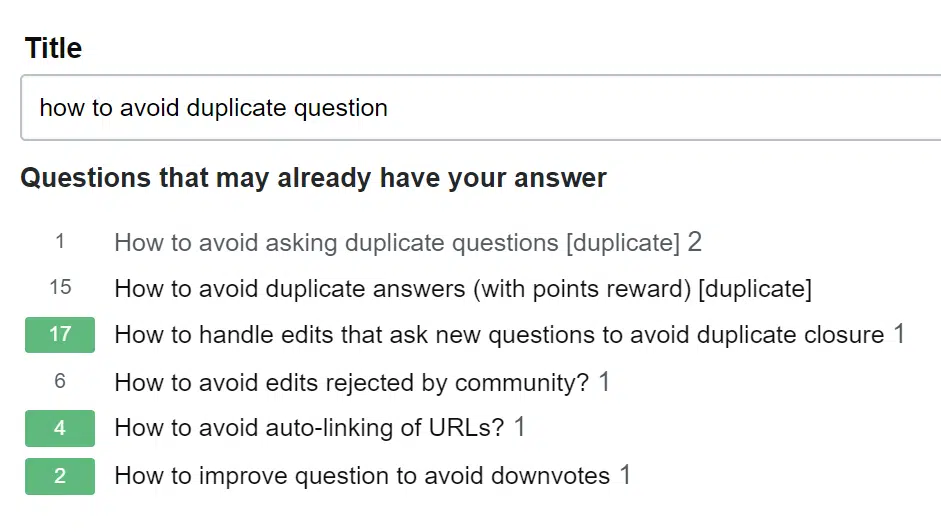 Title
how to avoid duplicate question
Questions that may already have your answer
1 How to avoid asking duplicate questions [duplicate] 2
15 How to avoid duplicate answers (with points reward) [duplicate]
17 How to handle edits that ask new questions to avoid duplicate closure 1
6 How to avoid edits rejected by community? 1
4 How to avoid auto-linking of URLs? 1
2 How to improve question to avoid downvotes 1